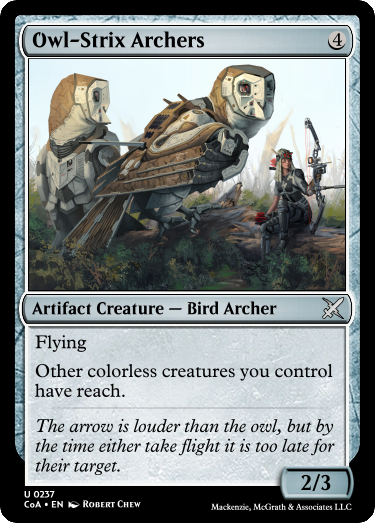 Owl-Strix Archers 4
Artifact Creature — Bird Archer
Flying
Other colorless creatures you control
have reach.
The arrow is louder than the owl, but by
the time either take flight it is too late for
their target.
2/3
U 0237
CoA • EN Robert Chew
Mackenzie, McGrath & Associates LLC